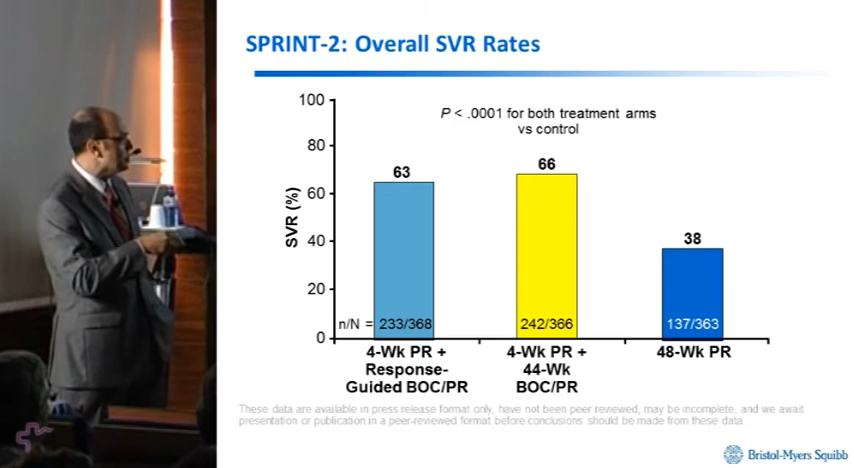 SPRINT-2: Overall SVR Rates
P < .0001 for both treatment arms
vs control
SVR (%)
100
80
60
40
20
0
63
66
38
n/N = 233/368
242/366
137/363
4-Wk PR +
Response-
Guided BOC/PR
4-Wk PR +
44-Wk
BOC/PR
48-Wk PR
These data are available in press release format only, have not been peer reviewed, may be incomplete, and we await
presentation or publication in a peer-reviewed format before conclusions should be made from these data.
Bristol-Myers Squibb